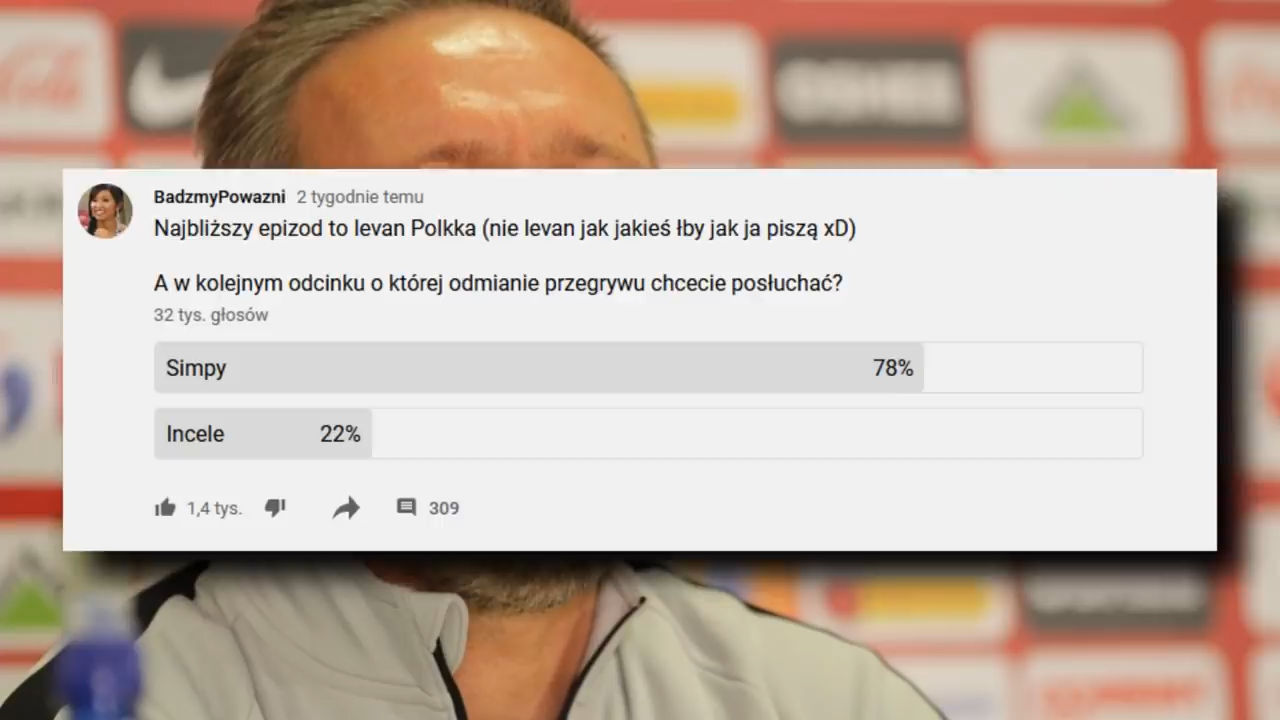 BadzmyPowazni 2 tygodnie temu
Najbliższy epizod to Ievan Polkka (nie levan jak jakieś łby jak ja piszą xD)
A w kolejnym odcinku o której odmianie przegrywu chcecie posłuchać?
32 tys. głosów
Simpy 78%
Incele 22%
1,4 tys. 309